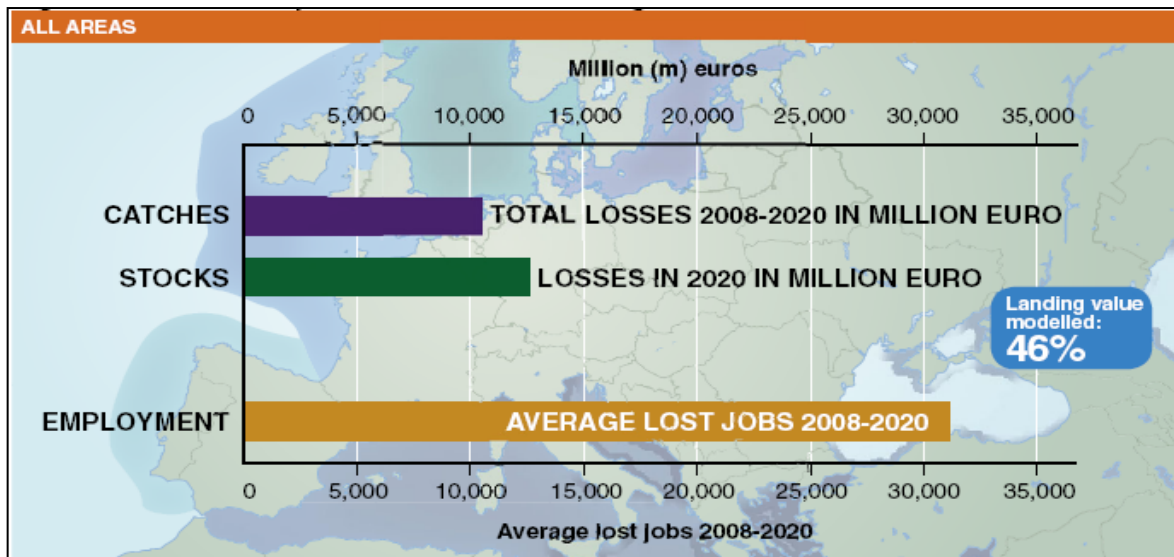 ALL AREAS
Million (m) euros
0 5,000 10,000 15,000 20,000 25,000 30,000 35,000
CATCHES TOTAL LOSSES 2008-2020 IN MILLION EURO
STOCKS LOSSES IN 2020 IN MILLION EURO
Landing value
modelled:
46%
EMPLOYMENT AVERAGE LOST JOBS 2008-2020
0 5,000 10,000 15,000 20,000 25,000 30,000 35,000
Average lost jobs 2008-2020